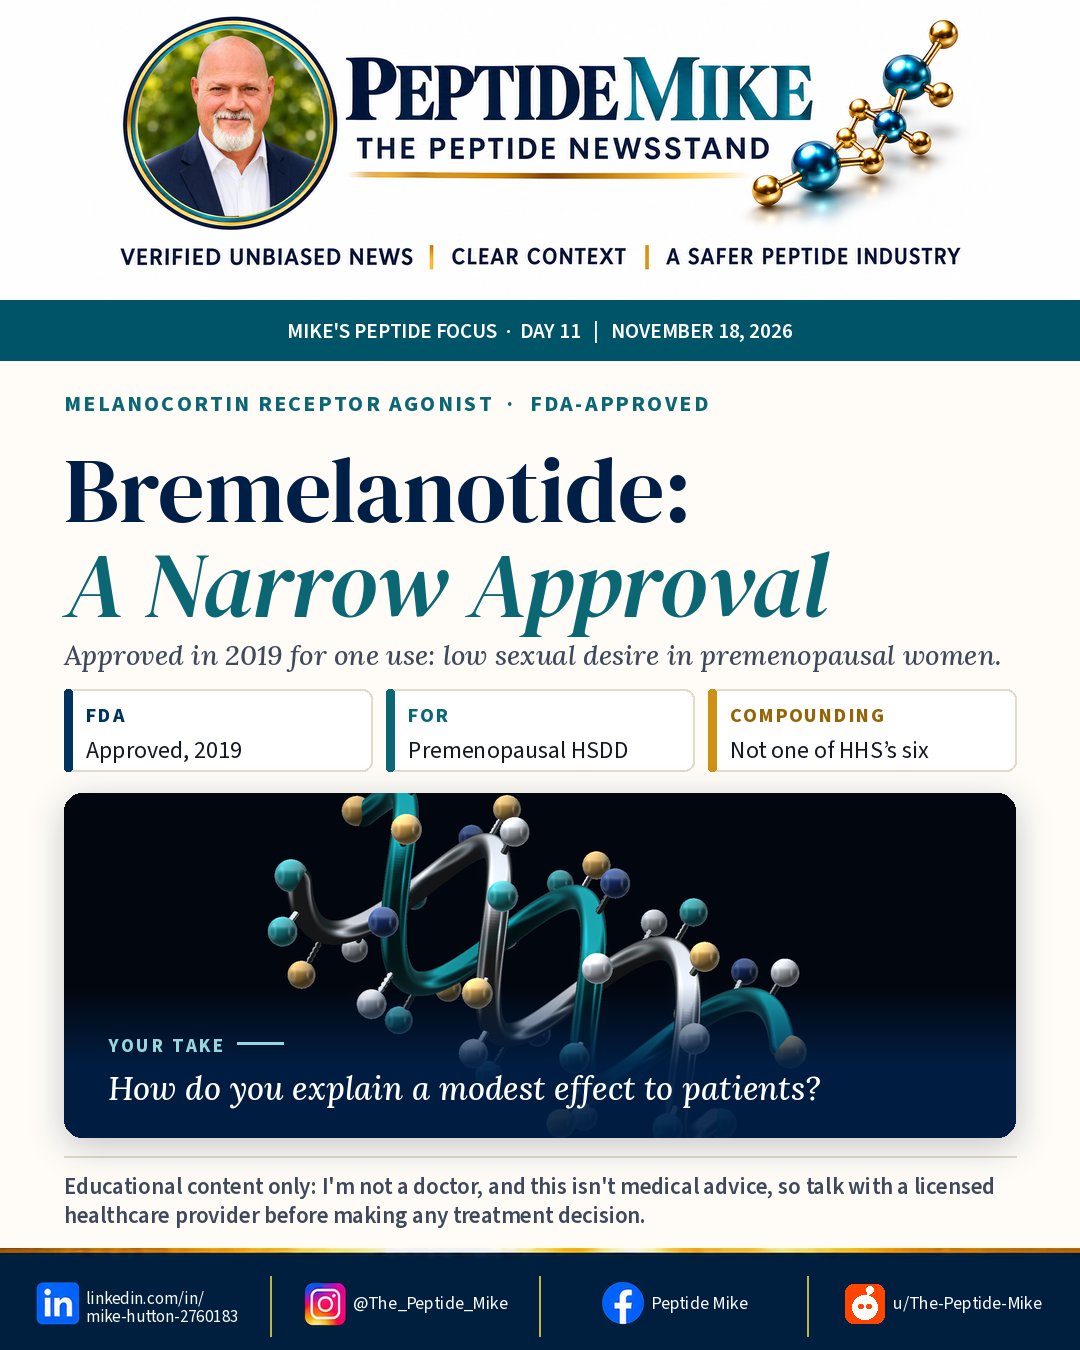 PEPTIDEMIKE
THE PEPTIDE NEWSSTAND
VERIFIED UNBIASED NEWS | CLEAR CONTEXT | A SAFER PEPTIDE INDUSTRY
MIKE'S PEPTIDE FOCUS · DAY 11 | NOVEMBER 18, 2026
MELANOCORTIN RECEPTOR AGONIST · FDA-APPROVED
Bremelanotide:
A Narrow Approval
Approved in 2019 for one use: low sexual desire in premenopausal women.
FDA
Approved, 2019
FOR
Premenopausal HSDD
COMPOUNDING
Not one of HHS’s six
YOUR TAKE
How do you explain a modest effect to patients?
Educational content only: I'm not a doctor, and this isn't medical advice, so talk with a licensed
healthcare provider before making any treatment decision.
in
linkedin.com/in/
mike-hutton-2760183
@The_Peptide_Mike
Peptide Mike
u/The-Peptide-Mike